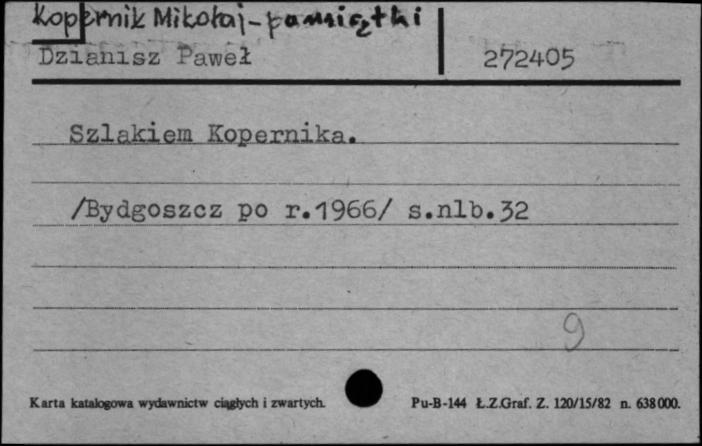 Kopernik Mikołaj - pamiątki
Dzianisz Paweł 272405
Szlakiem Kopernika.
/Bydgoszcz po r.1966/ s.nlb.32
9
Karta katalogowa wydawnictw ciągłych i zwartych. Pu-B-144 Ł.Z.Graf. Z. 120/15/82 n. 638000.